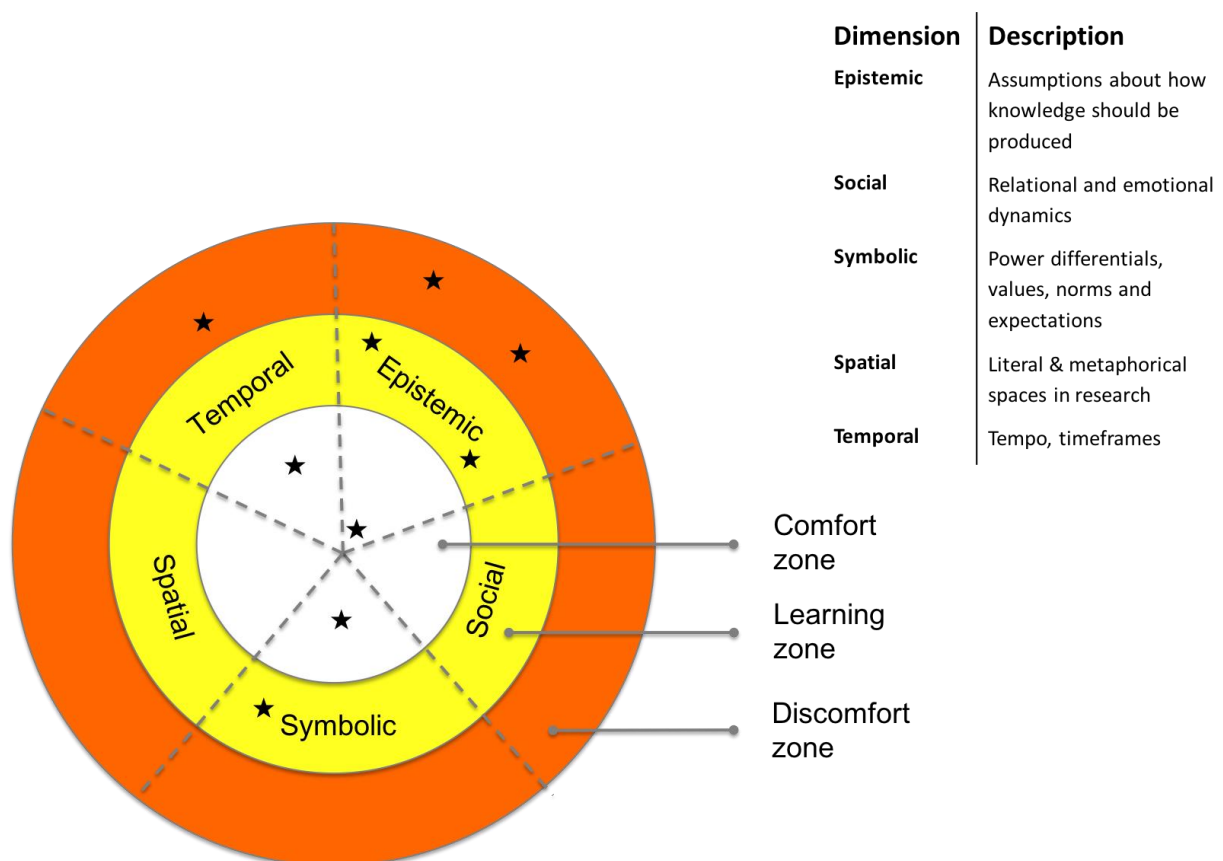 Dimension Description
Epistemic Assumptions about how
knowledge should be
produced
Social Relational and emotional
dynamics
Symbolic Power differentials,
values, norms and
expectations
Spatial Literal & metaphorical
spaces in research
Temporal Tempo, timeframes
Temporal
Epistemic
Spatial
Social
Symbolic
Comfort
zone
Learning
zone
Discomfort
zone